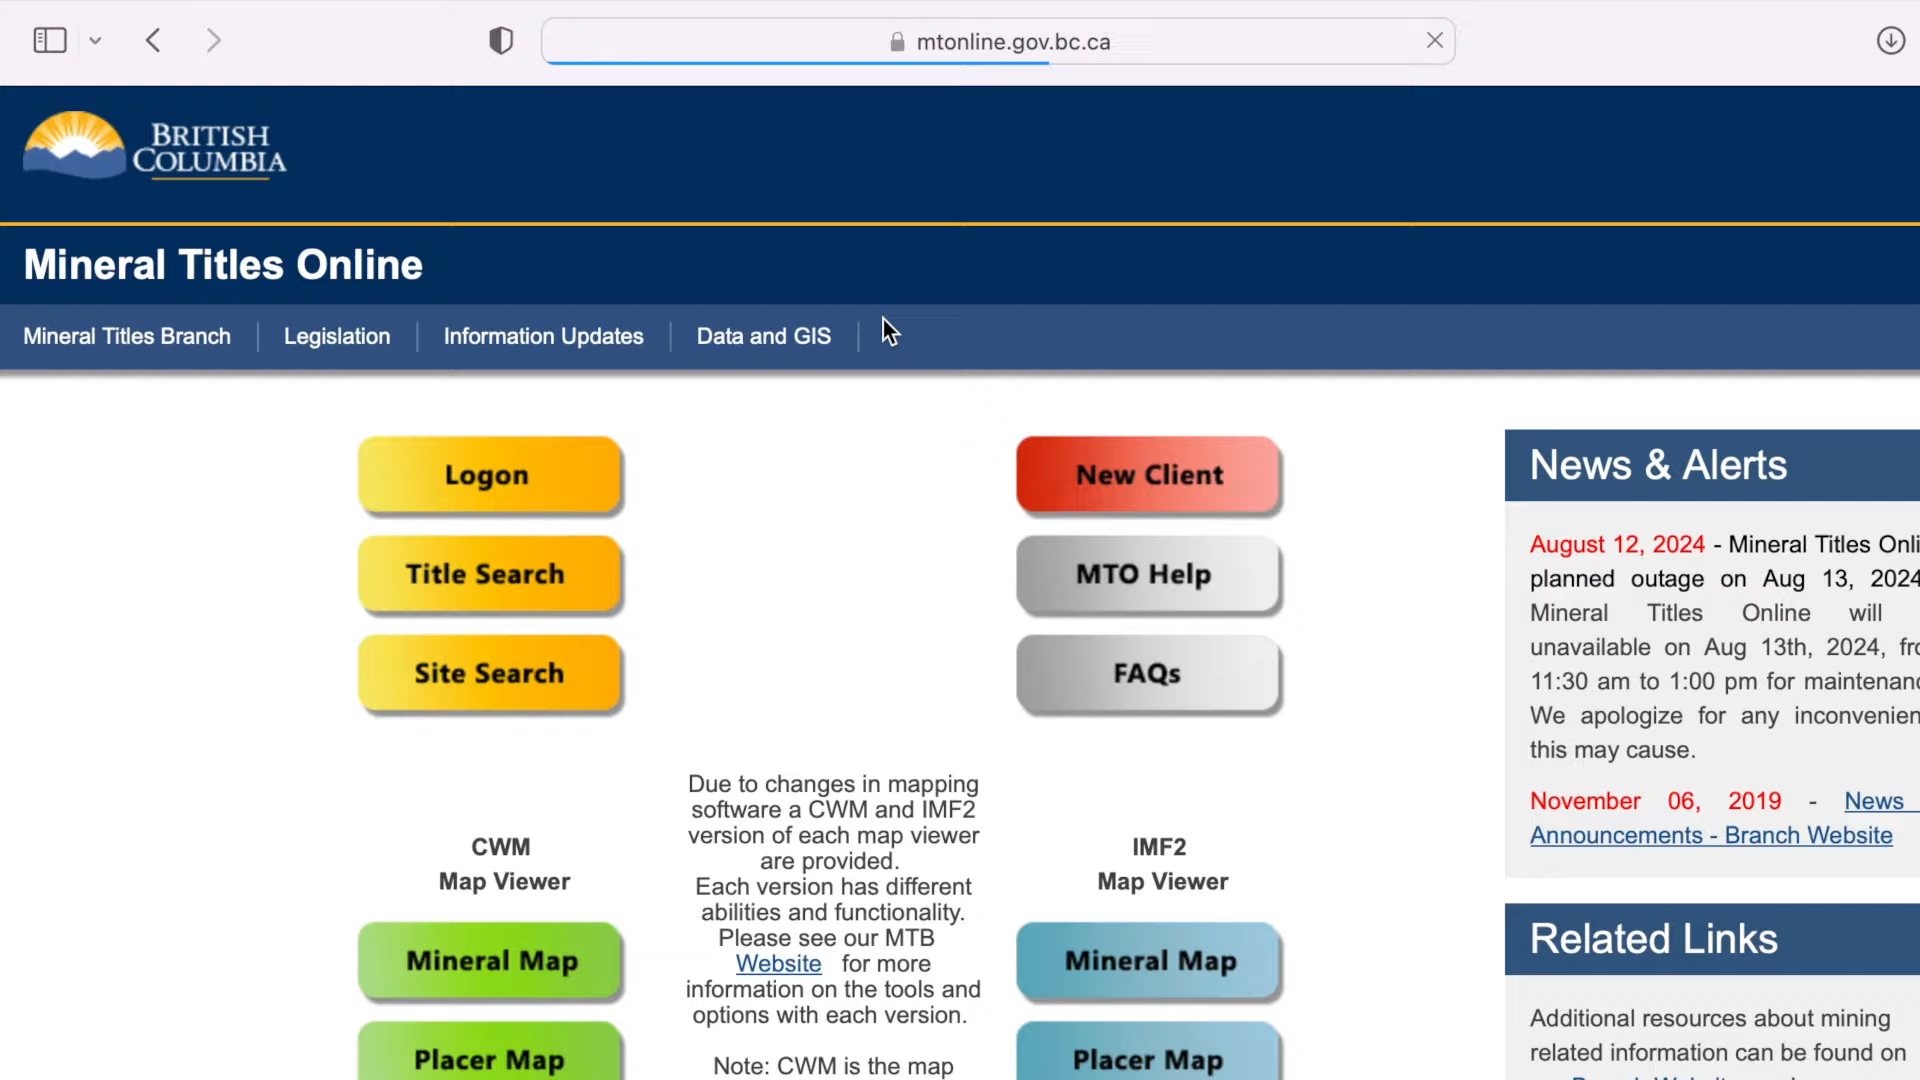 mtonline.gov.bc.ca
BRITISH
COLUMBIA
Mineral Titles Online
Mineral Titles Branch
Legislation
Information Updates
Data and GIS
Logon
Title Search
Site Search
New Client
MTO Help
FAQs
CWM
Map Viewer
Mineral Map
Placer Map
Due to changes in mapping
software a CWM and IMF2
version of each map viewer
are provided.
Each version has different
abilities and functionality.
Please see our MTB
Website for more
information on the tools and
options with each version.
Note: CWM is the map
IMF2
Map Viewer
Mineral Map
Placer Map
News & Alerts
August 12, 2024 - Mineral Titles
planned outage on Aug 13, 2024
Mineral Titles Online will
unavailable on Aug 13th, 2024,
11:30 am to 1:00 pm for
We apologize for any
this may cause.
November 06, 2019 - News
Announcements - Branch Website
Related Links
Additional resources about mining
related information can be found on